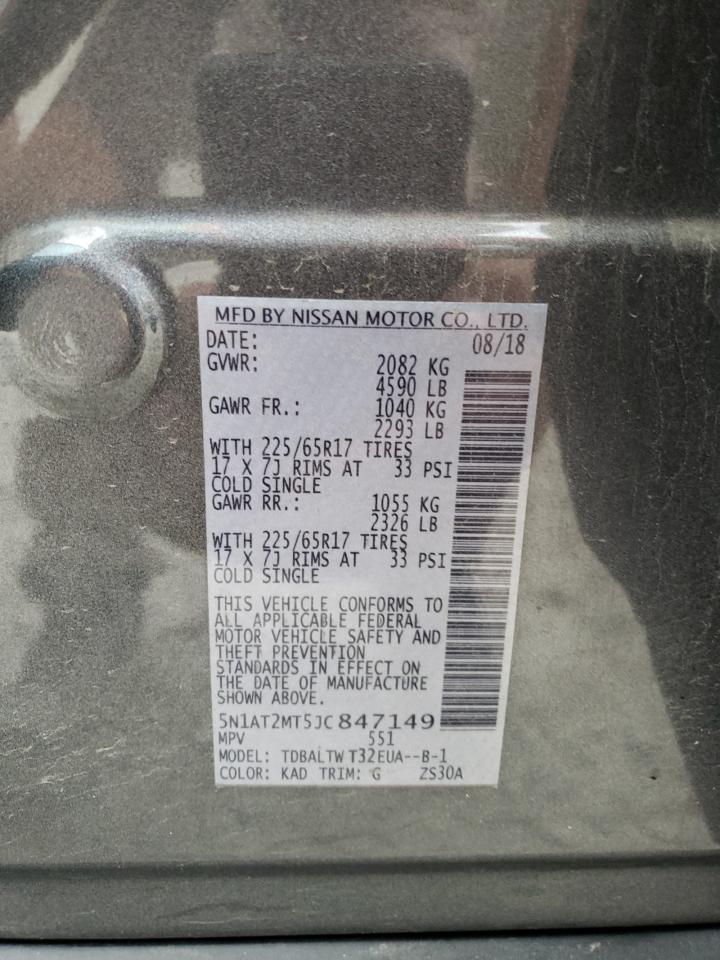 MFD BY NISSAN MOTOR CO., LTD.
DATE: 08/18
GVWR: 2082 KG
4590 LB
GAWR FR.: 1040 KG
2293 LB
WITH 225/65R17 TIRES
17 X 7J RIMS AT 33 PSI
COLD SINGLE
GAWR RR.: 1055 KG
2326 LB
WITH 225/65R17 TIRES
17 X 7J RIMS AT 33 PSI
COLD SINGLE
THIS VEHICLE CONFORMS TO
ALL APPLICABLE FEDERAL
MOTOR VEHICLE SAFETY AND
THEFT PREVENTION
STANDARDS IN EFFECT ON
THE DATE OF MANUFACTURE
SHOWN ABOVE.
5N1AT2MT5JC847149
MPV 551
MODEL: TDBALTW T32EUA--B-1
COLOR: KAD TRIM: G ZS30A